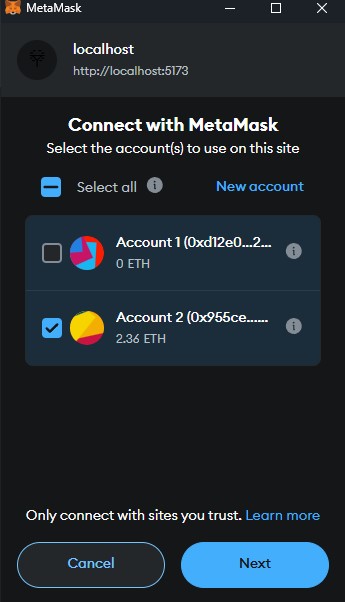 MetaMask
localhost
http://localhost:5173
Connect with MetaMask
Select the account(s) to use on this site
Select all
New account
Account 1 (0xd12e0...2...
0 ETH
Account 2 (0x955ce......
2.36 ETH
Only connect with sites you trust. Learn more
Cancel
Next